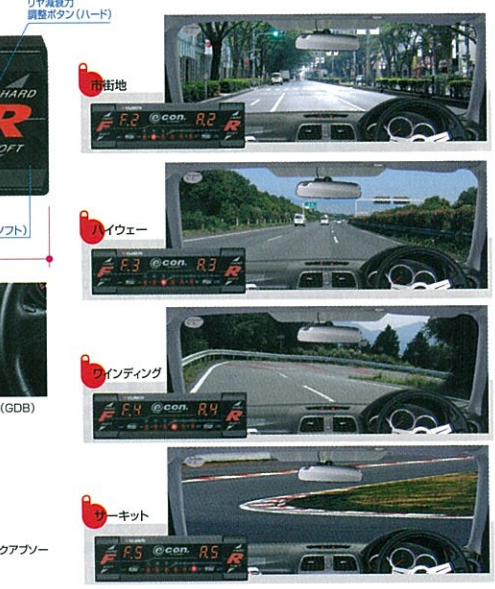 リヤ減衰力
調整ボタン(ハード)
HARD
R
OFT
ソフト)
(GDB)
クアブソー
市街地
F F.2 e-con. R.2 R
ハイウェー
F F.3 e-con. R.3 R
ワインディング
F F.4 e-con. R.4 R
サーキット
F F.5 e-con. R.5 R